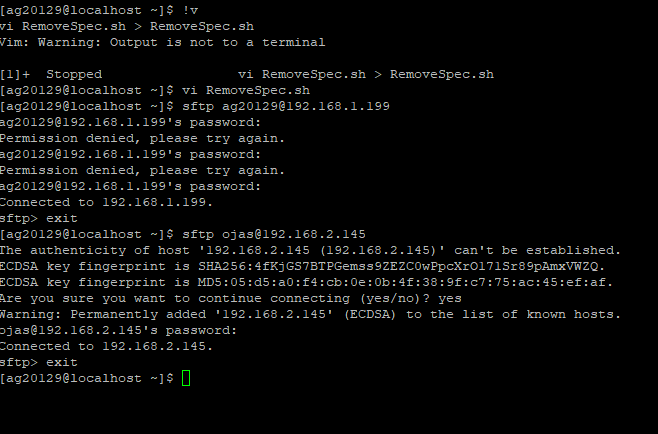 [ag20129@localhost ~]$ !v
vi RemoveSpec.sh > RemoveSpec.sh
Vim: Warning: Output is not to a terminal
[1]+  Stopped                 vi RemoveSpec.sh > RemoveSpec.sh
[ag20129@localhost ~]$ vi RemoveSpec.sh
[ag20129@localhost ~]$ sftp ag20129@192.168.1.199
ag20129@192.168.1.199's password:
Permission denied, please try again.
ag20129@192.168.1.199's password:
Permission denied, please try again.
ag20129@192.168.1.199's password:
Connected to 192.168.1.199.
sftp> exit
[ag20129@localhost ~]$ sftp ojas@192.168.2.145
The authenticity of host '192.168.2.145 (192.168.2.145)' can't be established.
ECDSA key fingerprint is SHA256:4fKjGS7BTPGemss9ZEZC0wPpcXrO171Sr89pAmxVWZQ.
ECDSA key fingerprint is MD5:05:d5:a0:f4:cb:0e:0b:4f:38:9f:c7:75:ac:45:ef:af.
Are you sure you want to continue connecting (yes/no)? yes
Warning: Permanently added '192.168.2.145' (ECDSA) to the list of known hosts.
ojas@192.168.2.145's password:
Connected to 192.168.2.145.
sftp> exit
[ag20129@localhost ~]$